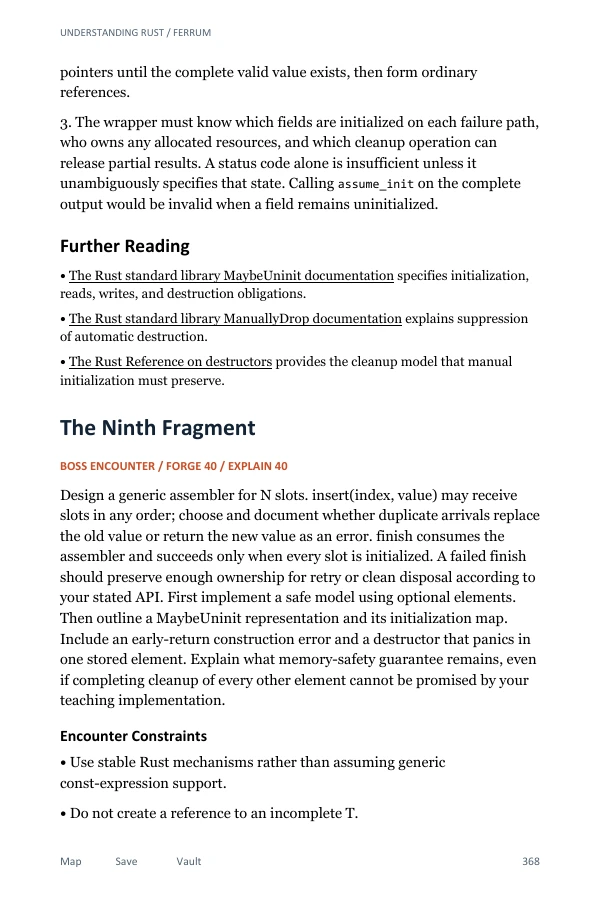 UNDERSTANDING RUST / FERRUM
pointers until the complete valid value exists, then form ordinary
references.
3. The wrapper must know which fields are initialized on each failure path,
who owns any allocated resources, and which cleanup operation can
release partial results. A status code alone is insufficient unless it
unambiguously specifies that state. Calling assume_init on the complete
output would be invalid when a field remains uninitialized.
Further Reading
• The Rust standard library MaybeUninit documentation specifies initialization,
reads, writes, and destruction obligations.
• The Rust standard library ManuallyDrop documentation explains suppression
of automatic destruction.
• The Rust Reference on destructors provides the cleanup model that manual
initialization must preserve.
The Ninth Fragment
BOSS ENCOUNTER / FORGE 40 / EXPLAIN 40
Design a generic assembler for N slots. insert(index, value) may receive
slots in any order; choose and document whether duplicate arrivals replace
the old value or return the new value as an error. finish consumes the
assembler and succeeds only when every slot is initialized. A failed finish
should preserve enough ownership for retry or clean disposal according to
your stated API. First implement a safe model using optional elements.
Then outline a MaybeUninit representation and its initialization map.
Include an early-return construction error and a destructor that panics in
one stored element. Explain what memory-safety guarantee remains, even
if completing cleanup of every other element cannot be promised by your
teaching implementation.
Encounter Constraints
• Use stable Rust mechanisms rather than assuming generic
const-expression support.
• Do not create a reference to an incomplete T.
Map Save Vault 368